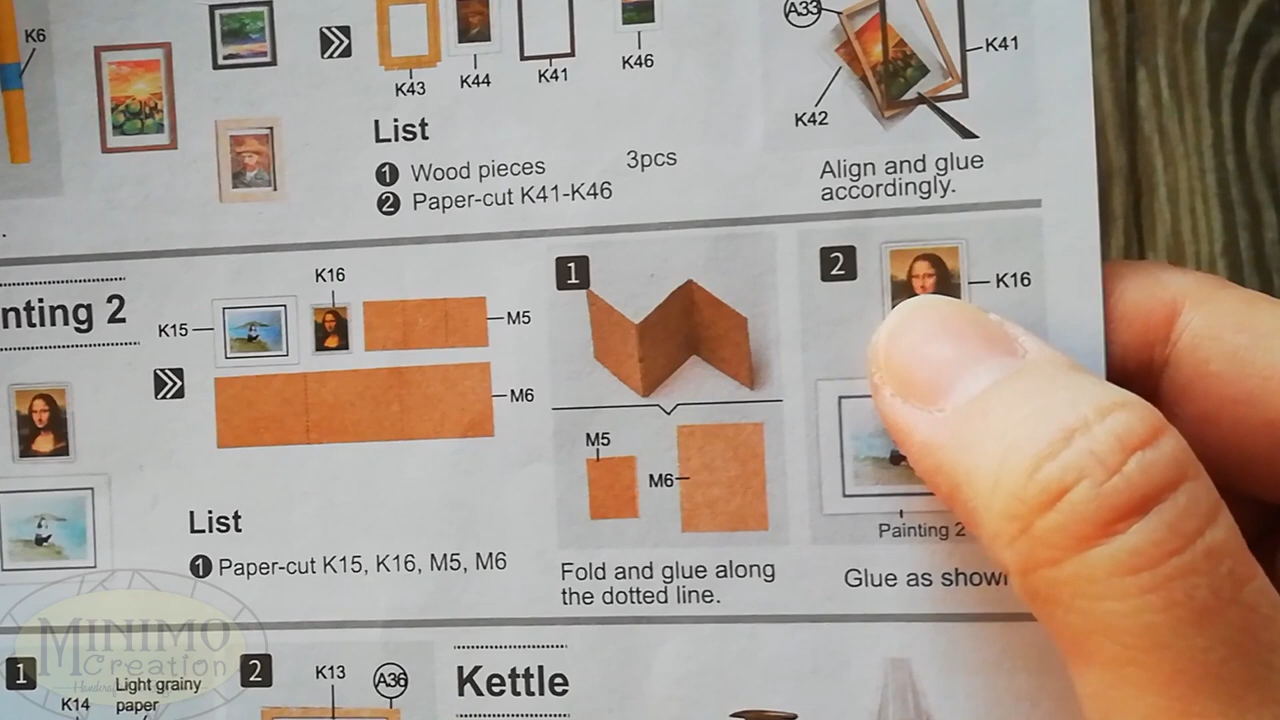 K6
K43
K44
K41
K46
List
1 Wood pieces 3pcs
2 Paper-cut K41-K46
A33
K41
K42
Align and glue
accordingly.
nting 2
K15
K16
M5
M6
List
1 Paper-cut K15, K16, M5, M6
1
M5
M6
Fold and glue along
the dotted line.
2
K16
Painting 2
Glue as shown
MINIMO
Creation
1
K14
Light grainy
paper
2
K13
A36
Kettle